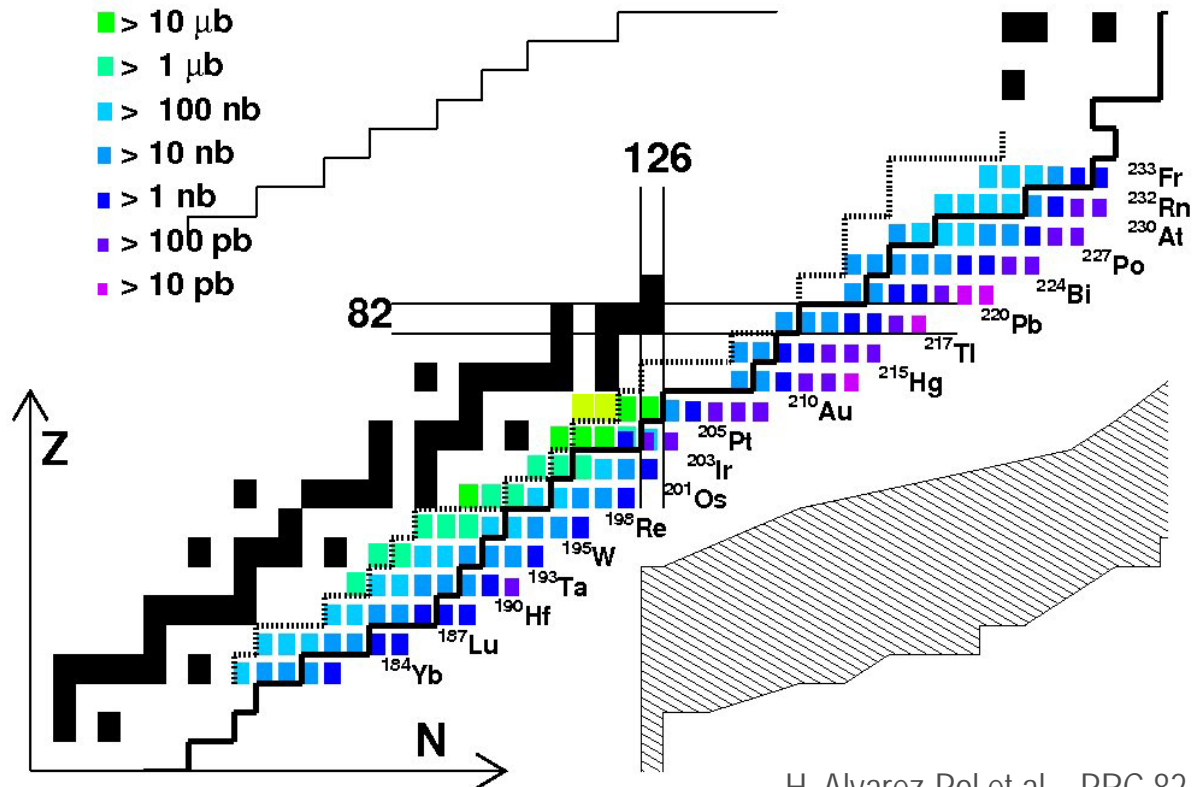 > 10 μb
> 1 μb
> 100 nb
> 10 nb
> 1 nb
> 100 pb
> 10 pb
126
82
Z
N
233Fr
232Rn
230At
227Po
224Bi
220Pb
217Tl
215Hg
210Au
205Pt
203Ir
201Os
198Re
195W
193Ta
190Hf
187Lu
184Yb
H. Alvarez-Pol et al., PRC 82